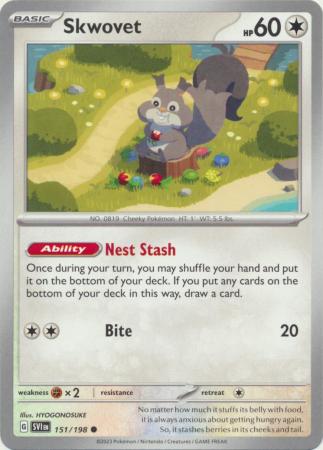 BASIC
Skwovet
HP 60
NO. 0819 Cheeky Pokémon HT: 1' WT: 5.5 lbs.
Ability Nest Stash
Once during your turn, you may shuffle your hand and put
it on the bottom of your deck. If you put any cards on the
bottom of your deck in this way, draw a card.
Bite 20
weakness × 2 resistance retreat
Illus. HYOGONOSUKE
G SVI EN 151/198
No matter how much it stuffs its belly with food,
it is always anxious about getting hungry again.
So, it stashes berries in its cheeks and tail.
©2023 Pokémon / Nintendo / Creatures / GAME FREAK